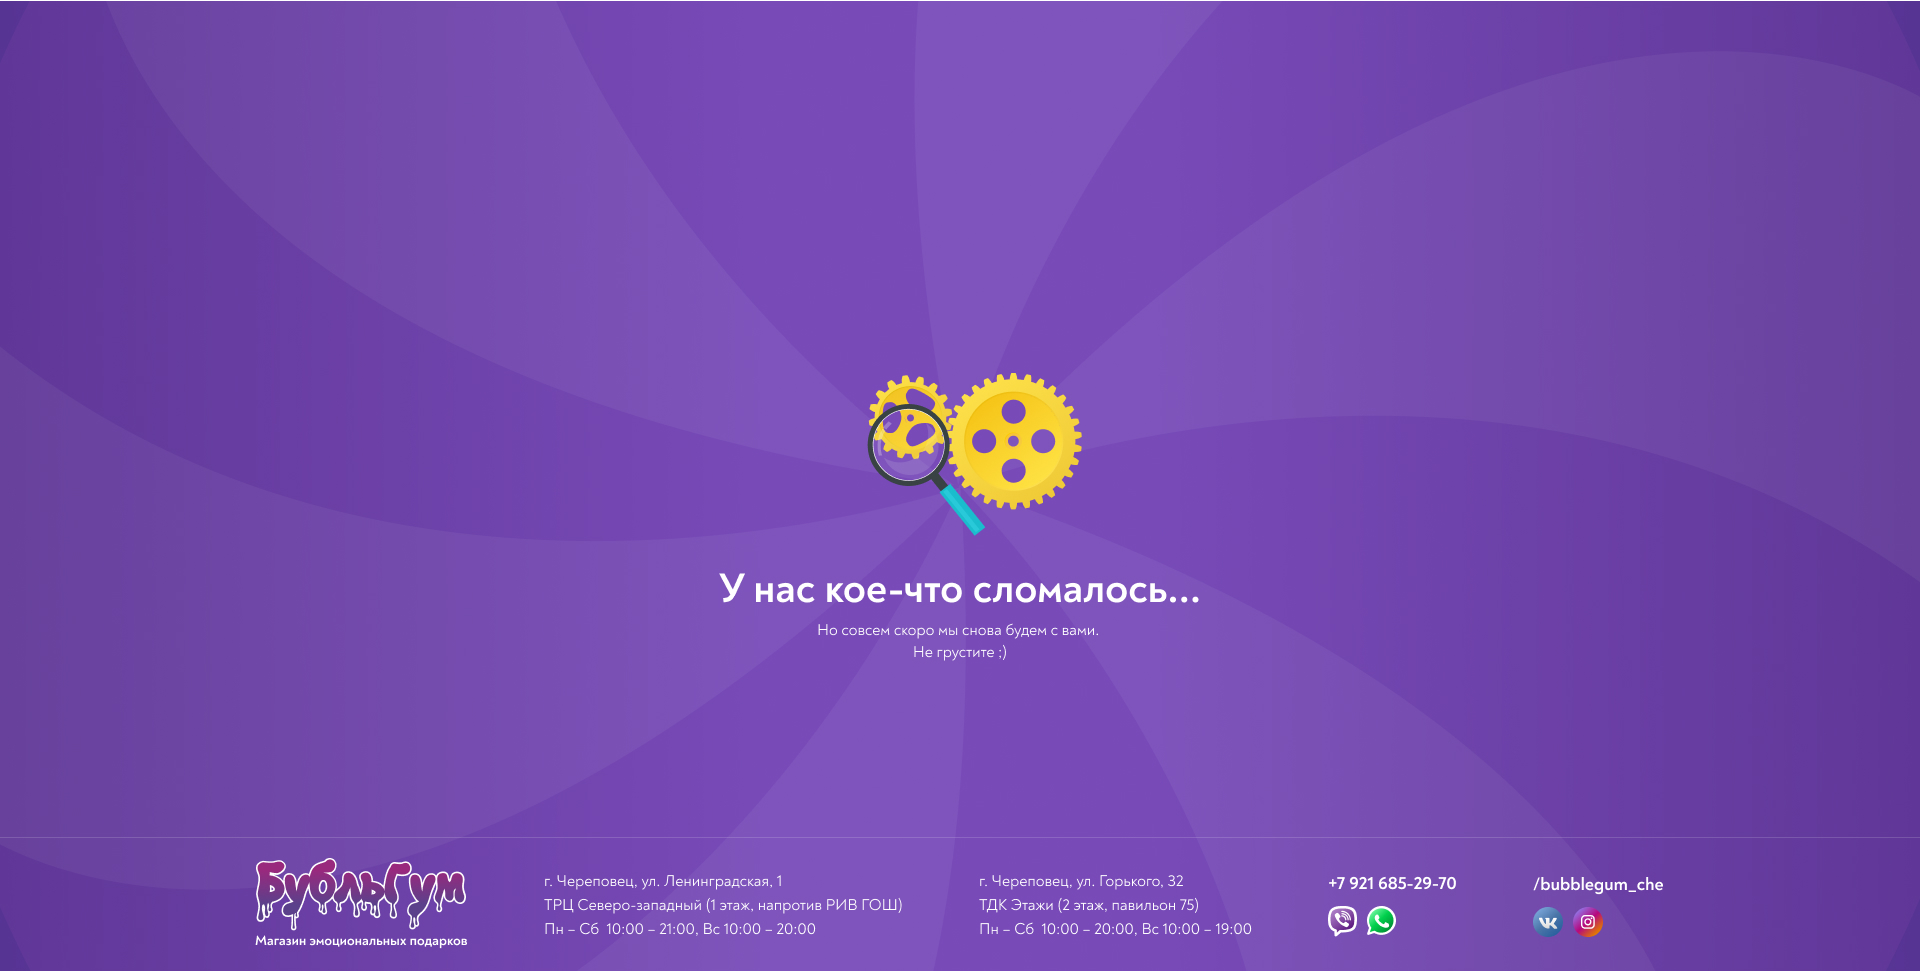 У нас кое-что сломалось...
Но совсем скоро мы снова будем с вами.
Не грустите ;)
БубльГум
Магазин эмоциональных подарков
г. Череповец, ул. Ленинградская, 1
ТРЦ Северо-западный (1 этаж, напротив РИВ ГОШ)
Пн – Сб 10:00 – 21:00, Вс 10:00 – 20:00
г. Череповец, ул. Горького, 32
ТДК Этажи (2 этаж, павильон 75)
Пн – Сб 10:00 – 20:00, Вс 10:00 – 19:00
+7 921 685-29-70
/bubblegum_che